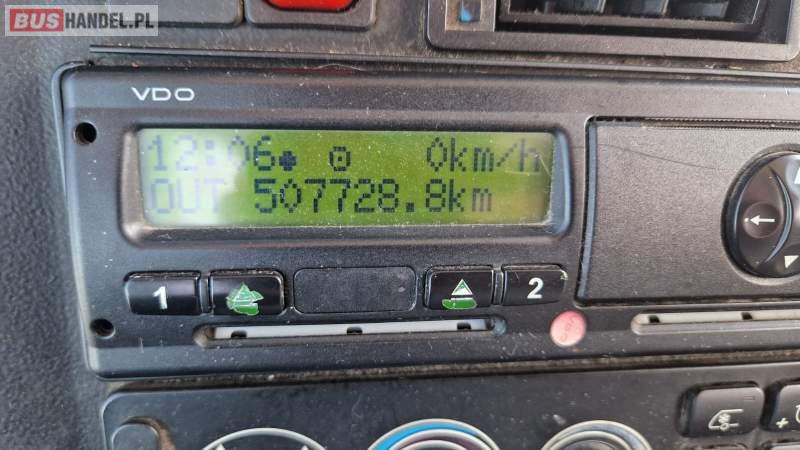 BUSHANDEL.PL
VDO
12:06 0km/h
OUT 507728.8km
1
2